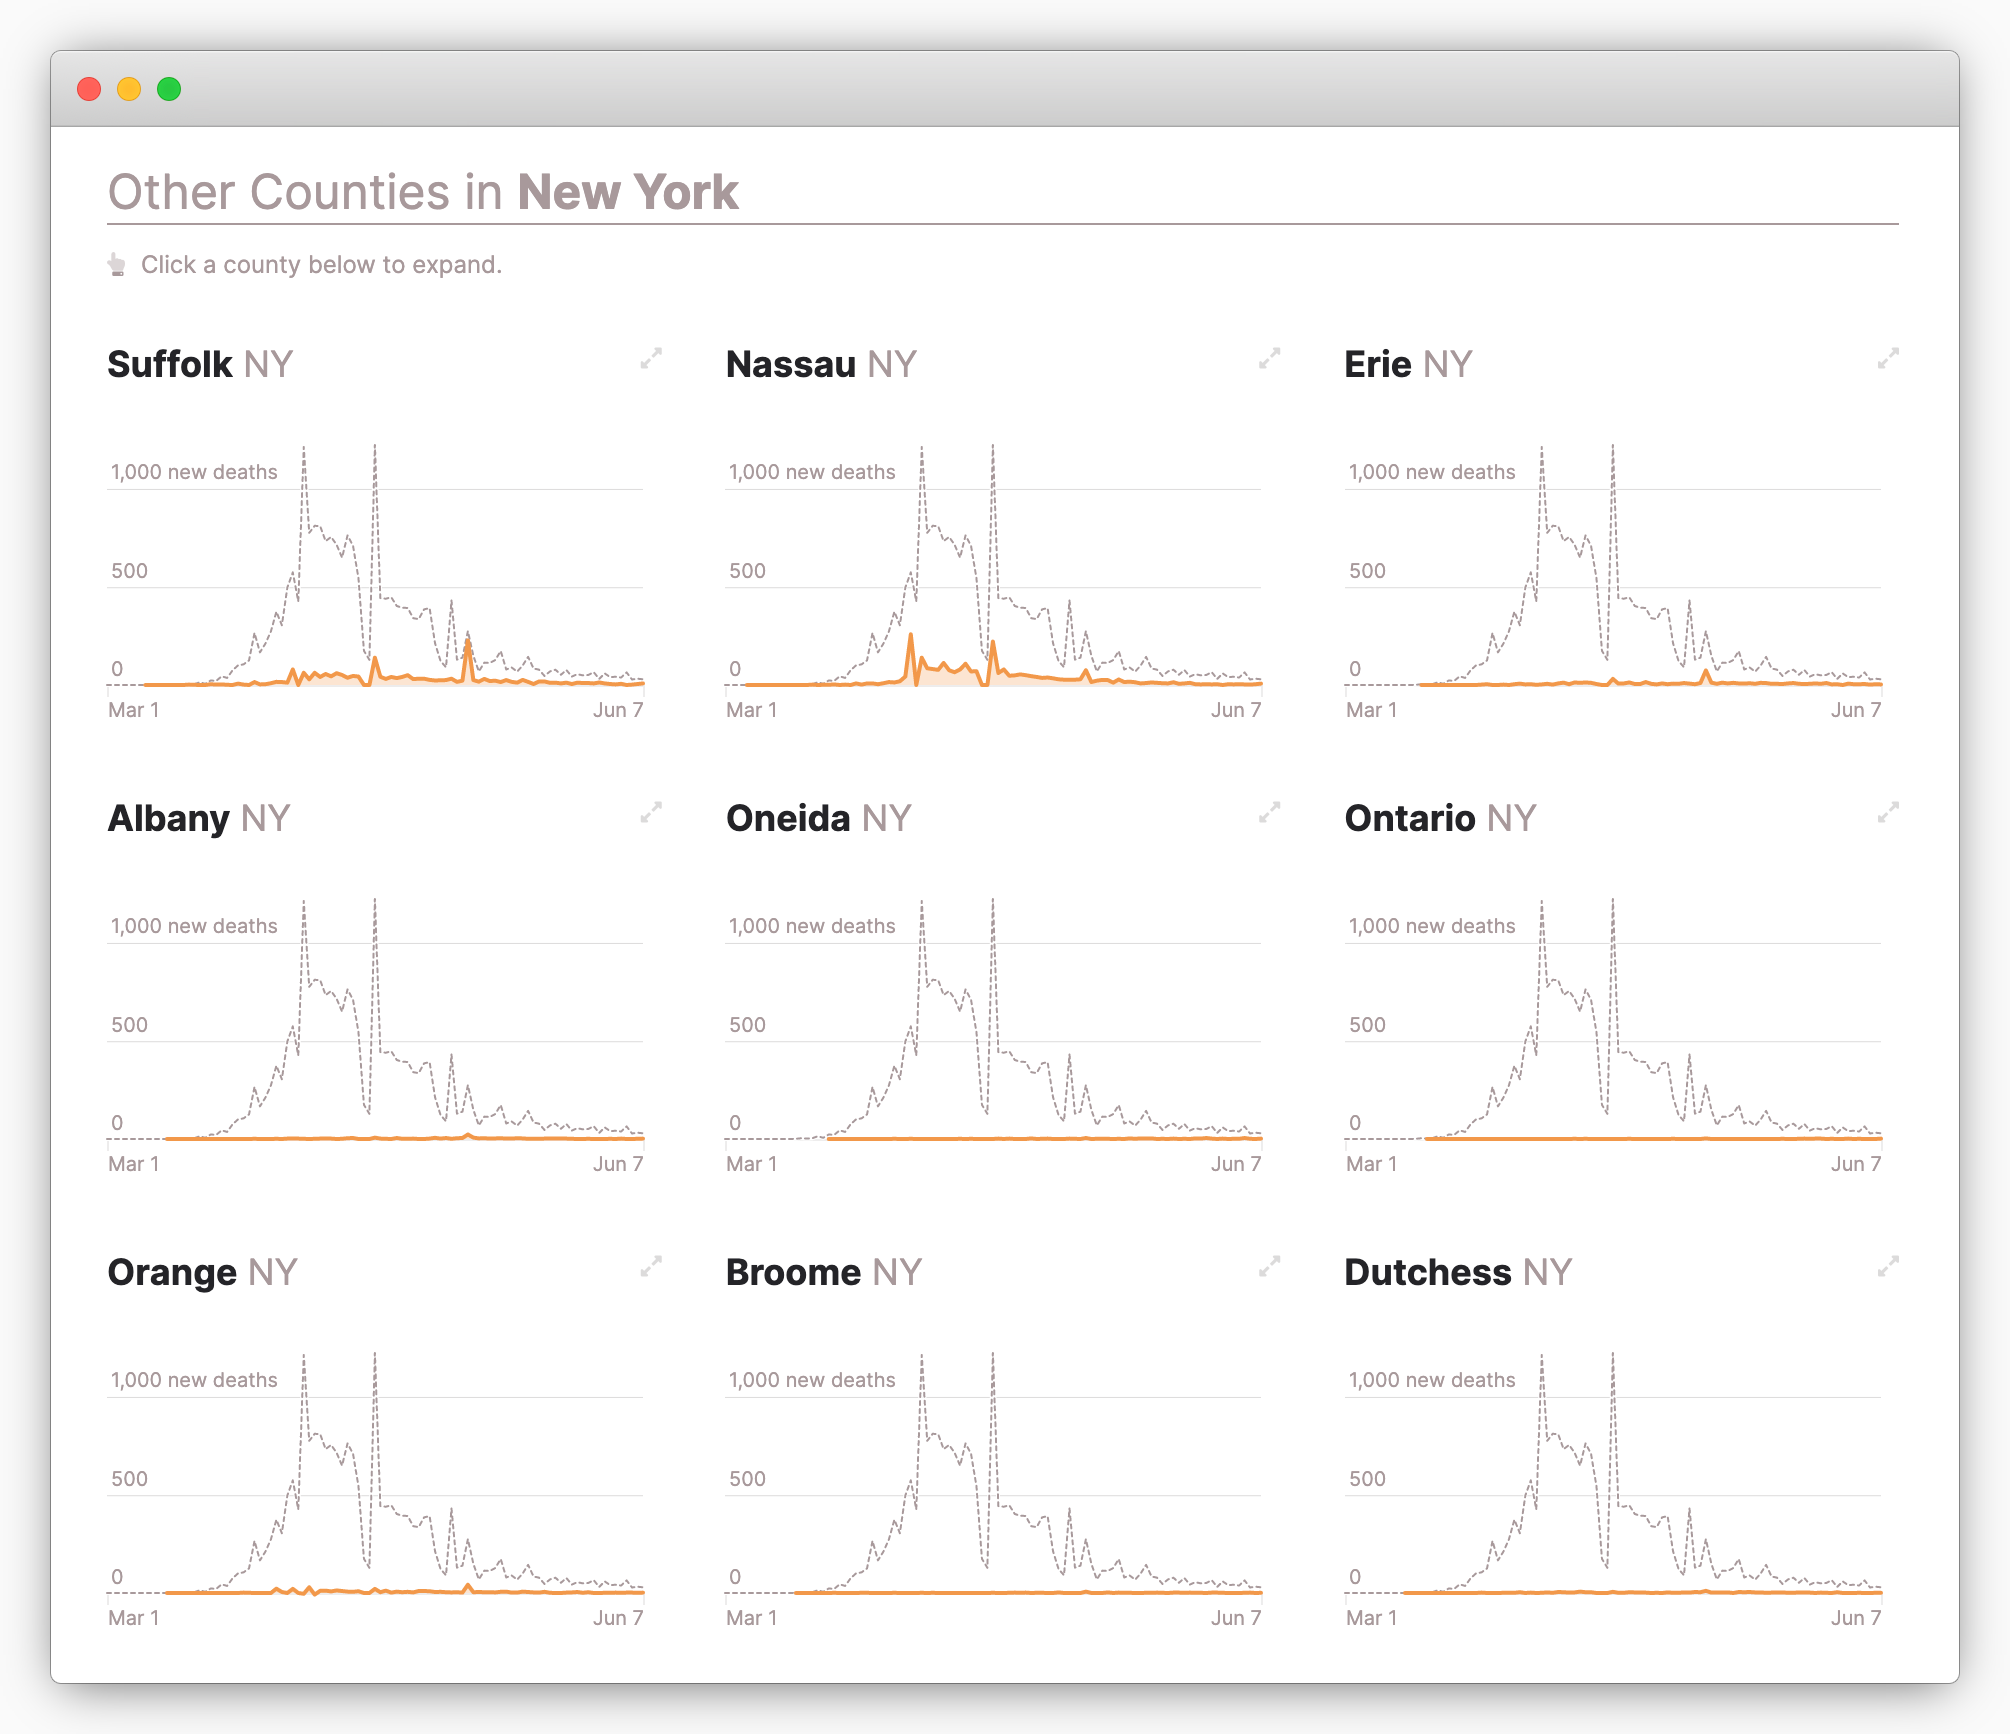 Other Counties in New York
Click a county below to expand.
Suffolk NY
1,000 new deaths
500
0
Mar 1
Jun 7
Nassau NY
1,000 new deaths
500
0
Mar 1
Jun 7
Erie NY
1,000 new deaths
500
0
Mar 1
Jun 7
Albany NY
1,000 new deaths
500
0
Mar 1
Jun 7
Oneida NY
1,000 new deaths
500
0
Mar 1
Jun 7
Ontario NY
1,000 new deaths
500
0
Mar 1
Jun 7
Orange NY
1,000 new deaths
500
0
Mar 1
Jun 7
Broome NY
1,000 new deaths
500
0
Mar 1
Jun 7
Dutchess NY
1,000 new deaths
500
0
Mar 1
Jun 7